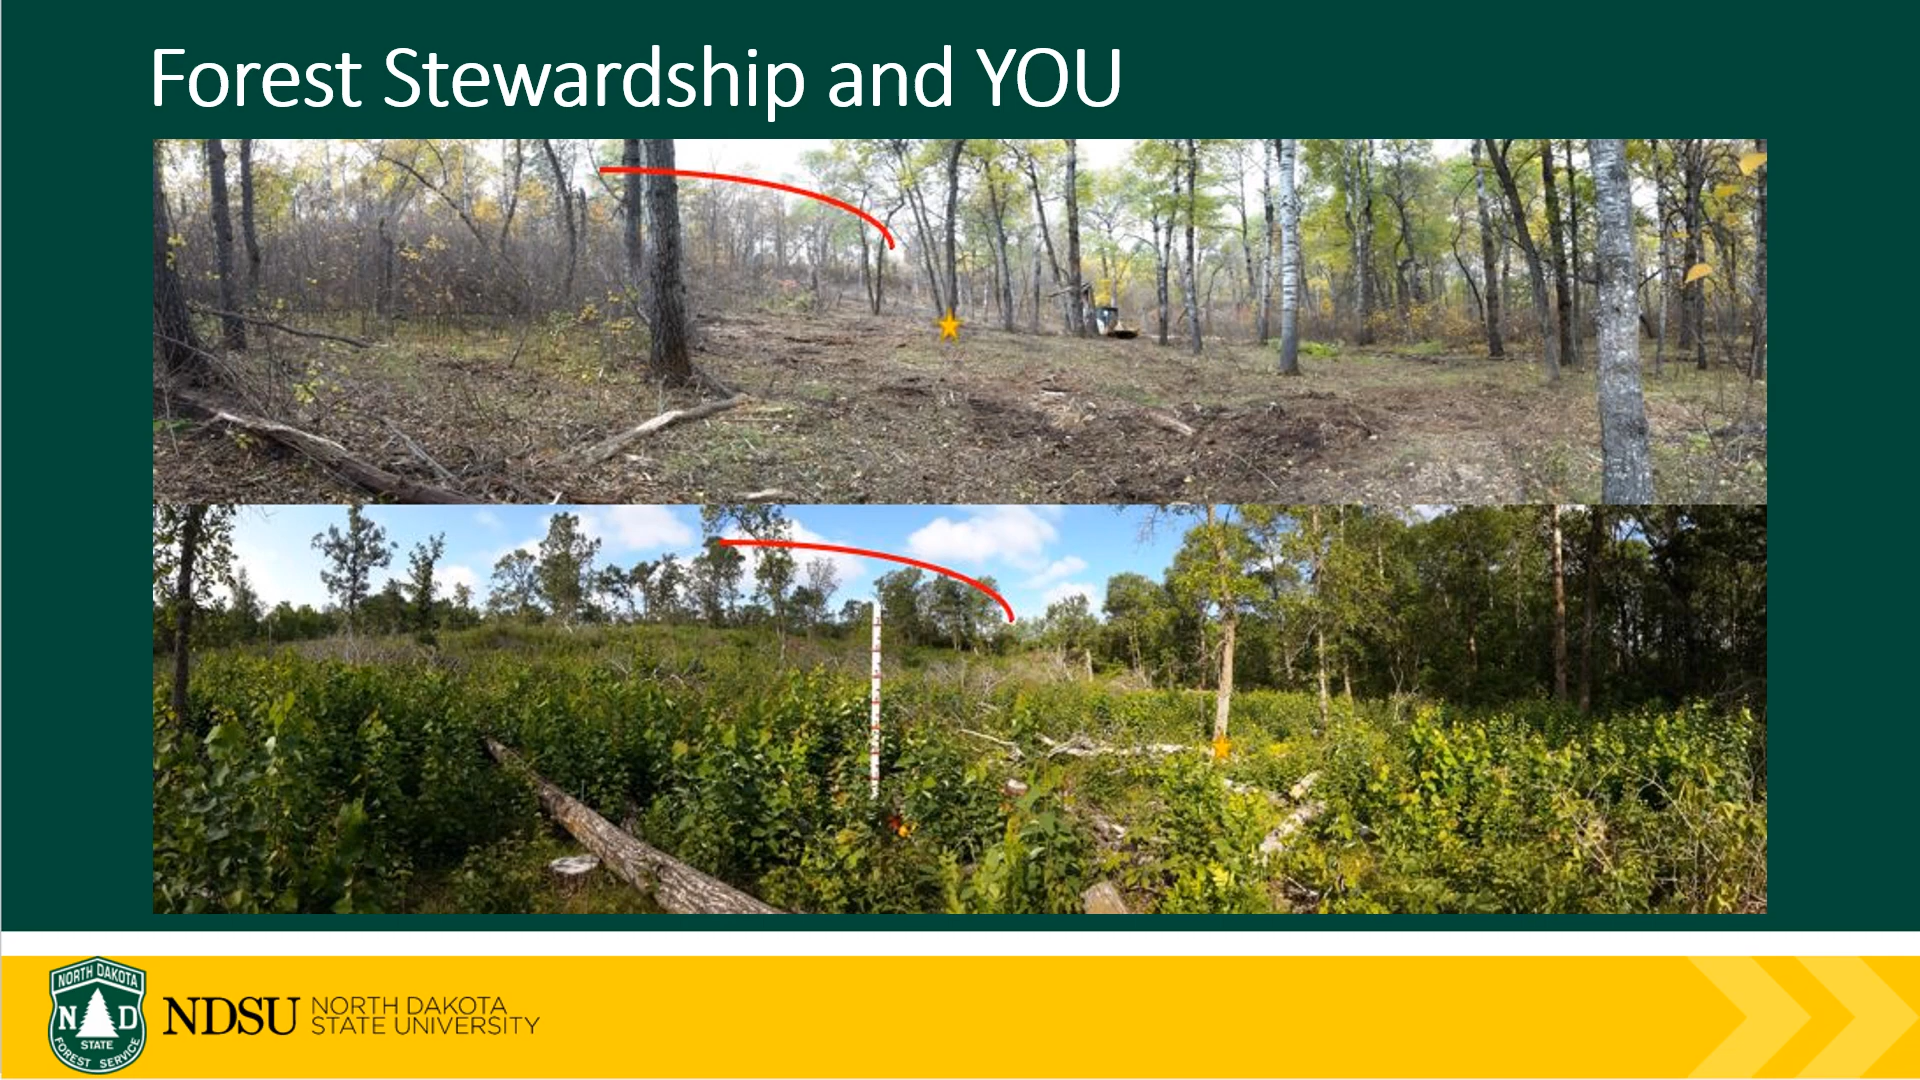 Forest Stewardship and YOU
NORTH DAKOTA
N D
STATE
FOREST SERVICE
NDSU
NORTH DAKOTA
STATE UNIVERSITY